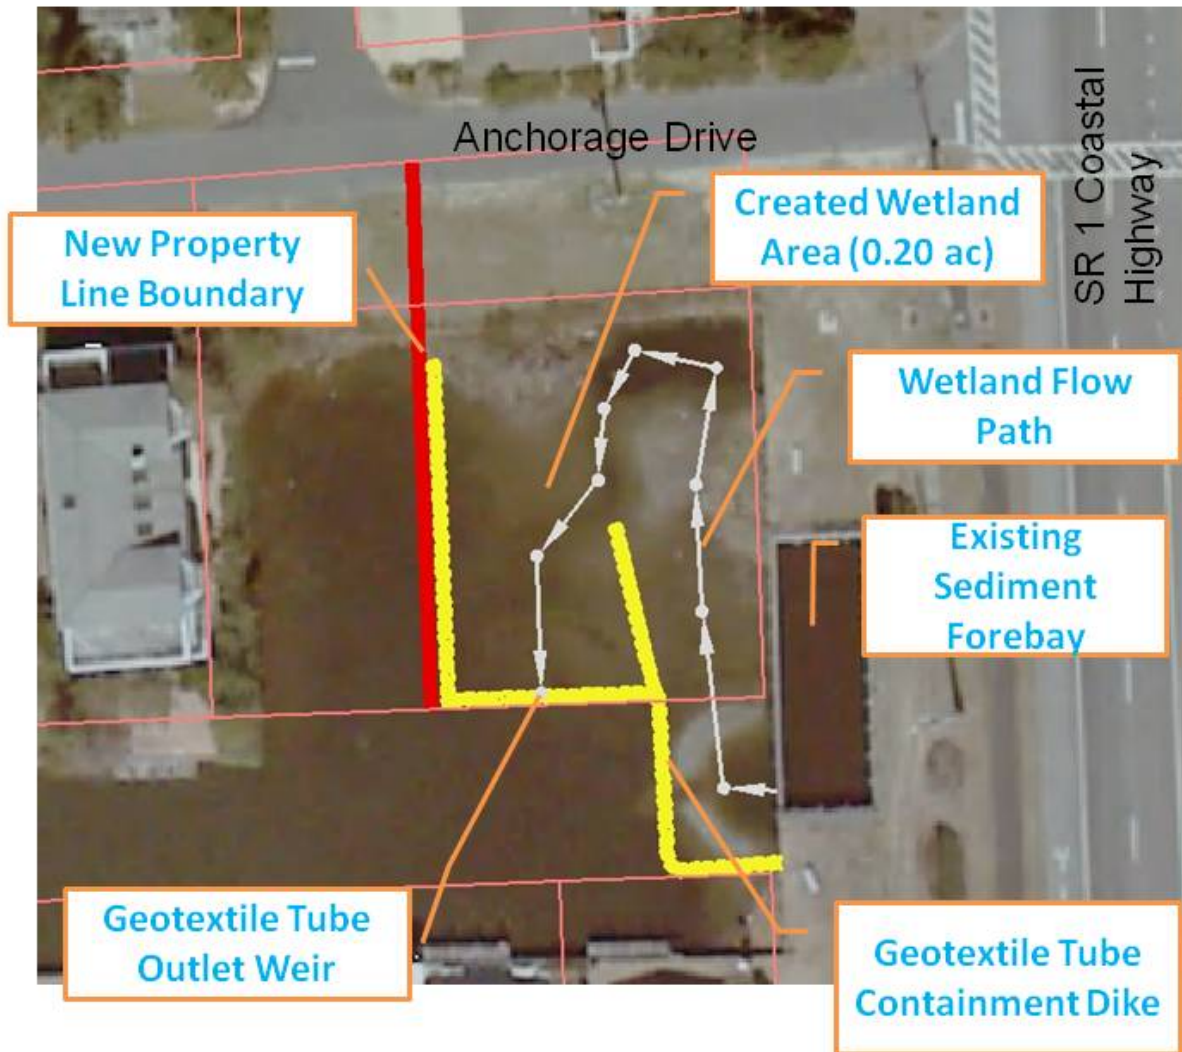 Anchorage Drive
SR 1 Coastal
Highway
New Property
Line Boundary
Created Wetland
Area (0.20 ac)
Wetland Flow
Path
Existing
Sediment
Forebay
Geotextile Tube
Outlet Weir
Geotextile Tube
Containment Dike